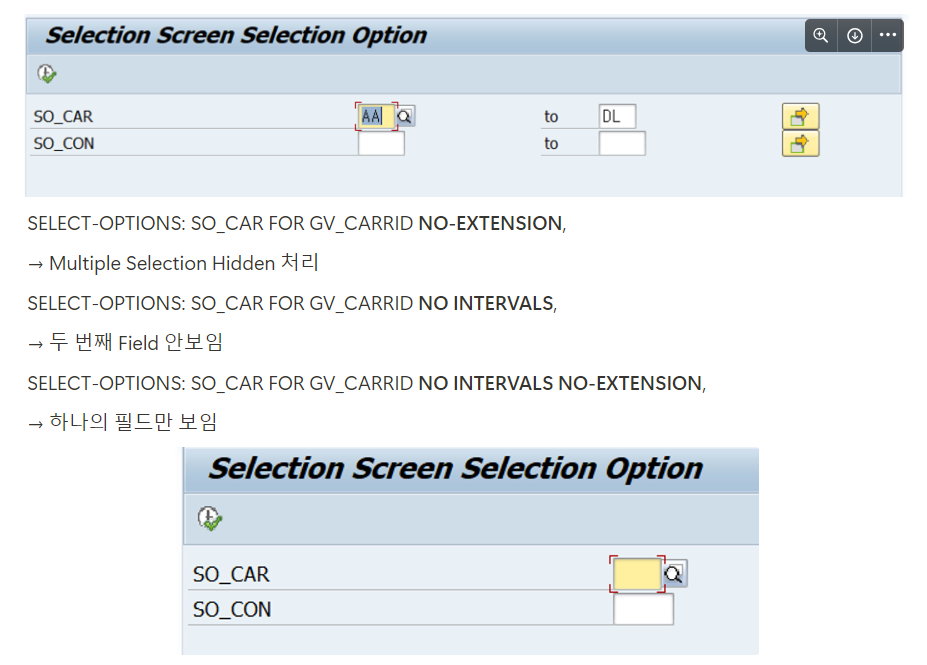 Selection Screen Selection Option
SO_CAR AA to DL
SO_CON to
SELECT-OPTIONS: SO_CAR FOR GV_CARRID NO-EXTENSION,
→ Multiple Selection Hidden 처리
SELECT-OPTIONS: SO_CAR FOR GV_CARRID NO INTERVALS,
→ 두 번째 Field 안보임
SELECT-OPTIONS: SO_CAR FOR GV_CARRID NO INTERVALS NO-EXTENSION,
→ 하나의 필드만 보임
Selection Screen Selection Option
SO_CAR
SO_CON